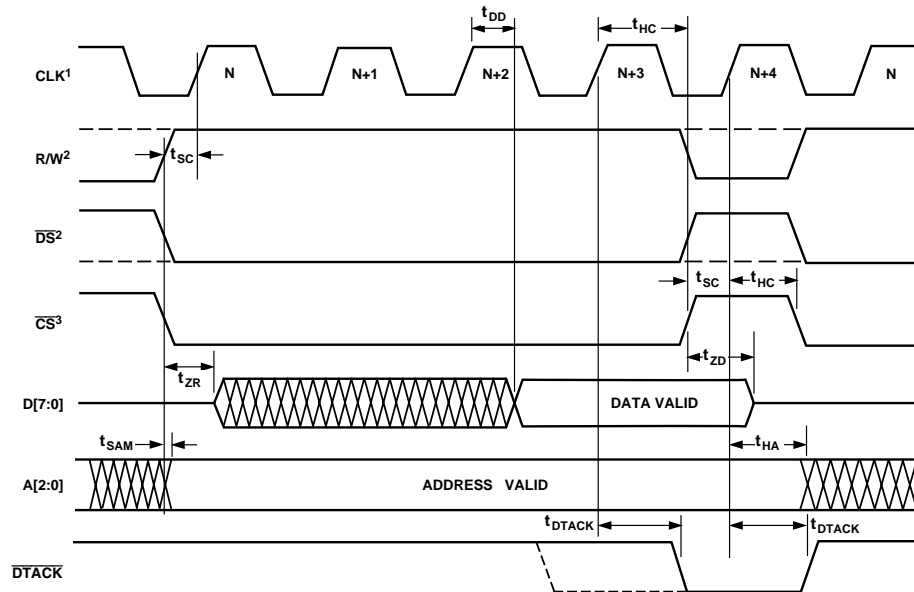 tDD
tHC
CLK1
N
N+1
N+2
N+3
N+4
N
R/W2
tSC
DS2
tSC
tHC
CS3
tZR
tZD
D[7:0]
DATA VALID
tSAM
tHA
A[2:0]
ADDRESS VALID
tDTACK
tDTACK
DTACK